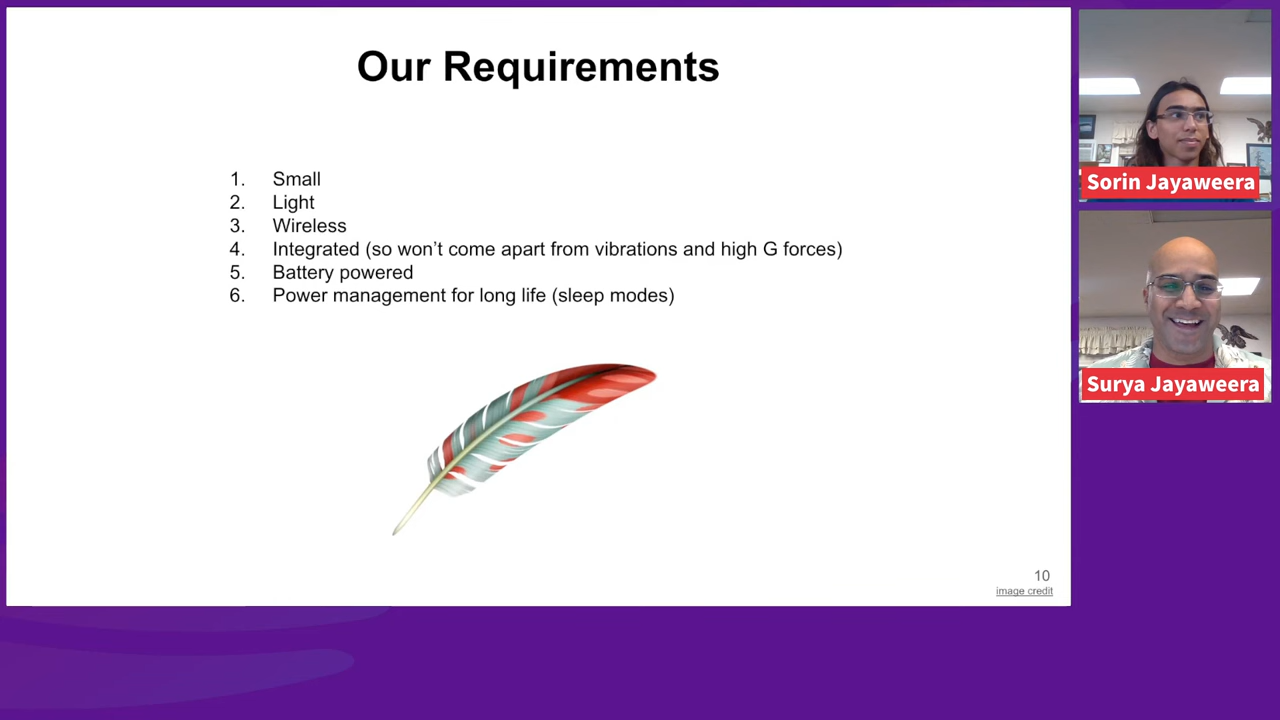 Our Requirements
1. Small
2. Light
3. Wireless
4. Integrated (so won't come apart from vibrations and high G forces)
5. Battery powered
6. Power management for long life (sleep modes)
10
image credit
Sorin Jayaweera
Surya Jayaweera